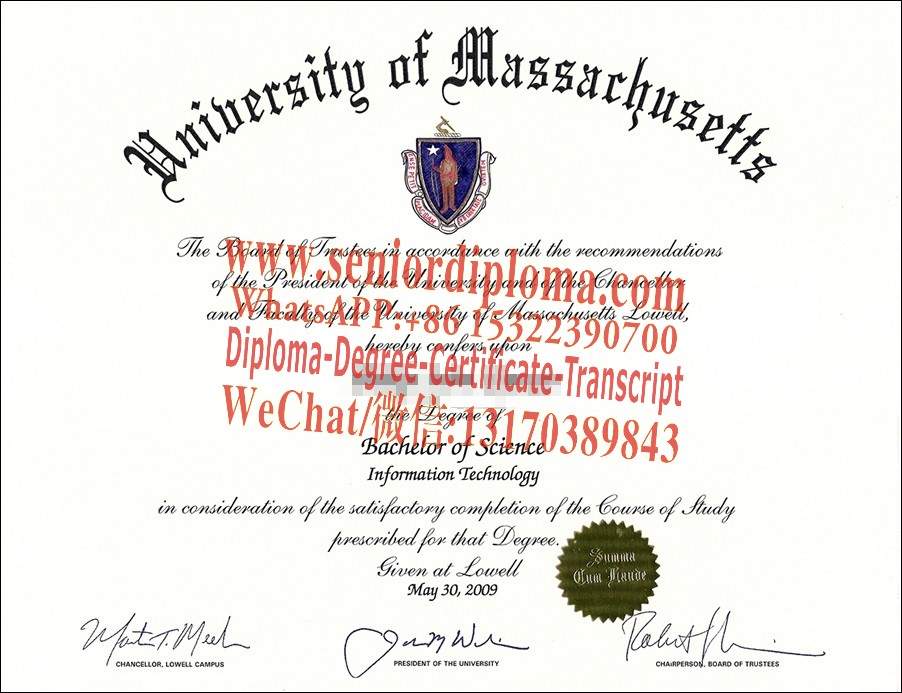 University of Massachusetts
ENSE PETIT
PLACIDAM
The Board of Trustees in accordance with the recommendations
www.seniordiploma.com
of the President of the University and of the Chancellor
and Faculty of the University of Massachusetts Lowell,
WhatsAPP:+86 15322390700
hereby confers upon
Diploma-Degree-Certificate-Transcript
the Degree of
WeChat/微信:13170389843
Bachelor of Science
Information Technology
in consideration of the satisfactory completion of the Course of Study
prescribed for that Degree.
Given at Lowell
May 30, 2009
Summa
Cum Laude
CHANCELLOR, LOWELL CAMPUS
PRESIDENT OF THE UNIVERSITY
CHAIRPERSON, BOARD OF TRUSTEES